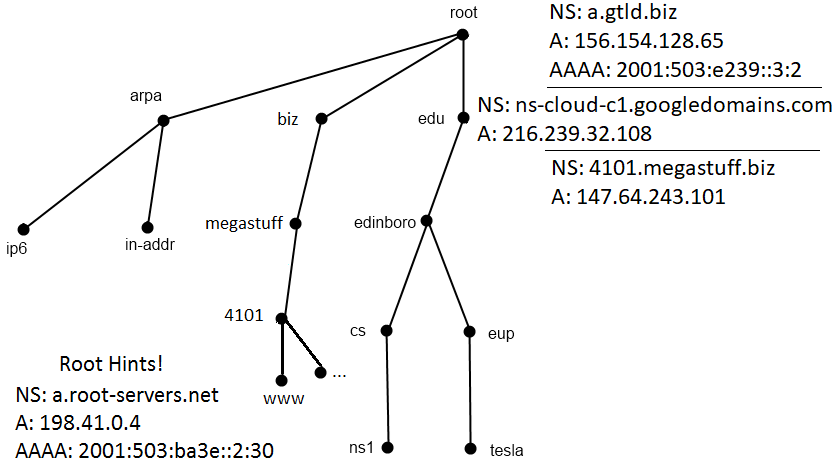 root
NS: a.gtld.biz
A: 156.154.128.65
AAAA: 2001:503:e239::3:2
arpa
biz
edu
NS: ns-cloud-c1.googledomains.com
A: 216.239.32.108
NS: 4101.megastuff.biz
A: 147.64.243.101
ip6
in-addr
megastuff
edinboro
4101
cs
eup
www
...
ns1
tesla
Root Hints!
NS: a.root-servers.net
A: 198.41.0.4
AAAA: 2001:503:ba3e::2:30